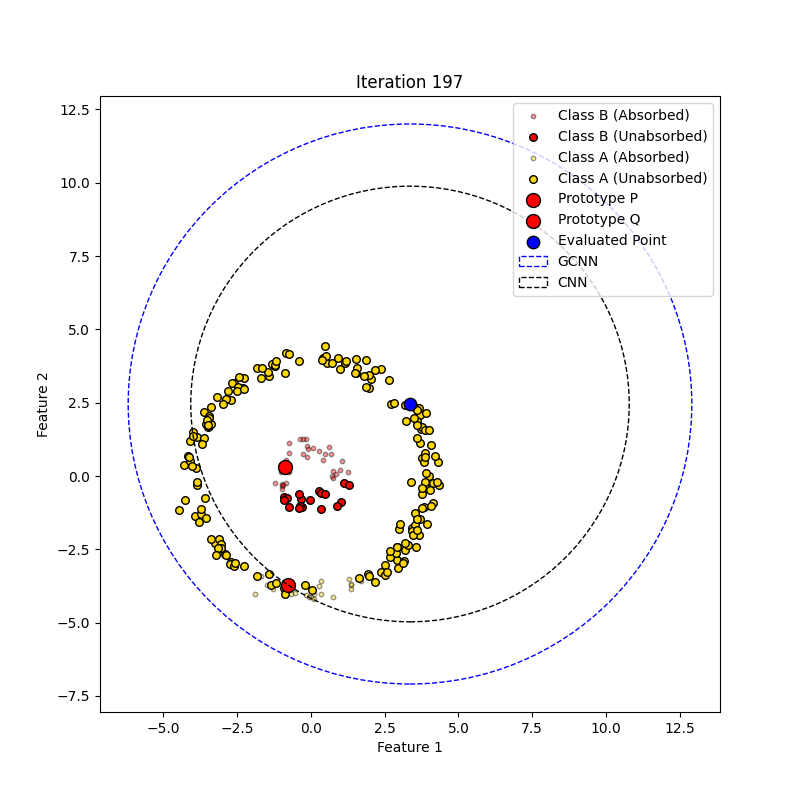 Iteration 197
12.5
10.0
7.5
5.0
2.5
0.0
−2.5
−5.0
−7.5
Feature 2
Class B (Absorbed)
Class B (Unabsorbed)
Class A (Absorbed)
Class A (Unabsorbed)
Prototype P
Prototype Q
Evaluated Point
GCNN
CNN
−5.0 −2.5 0.0 2.5 5.0 7.5 10.0 12.5
Feature 1